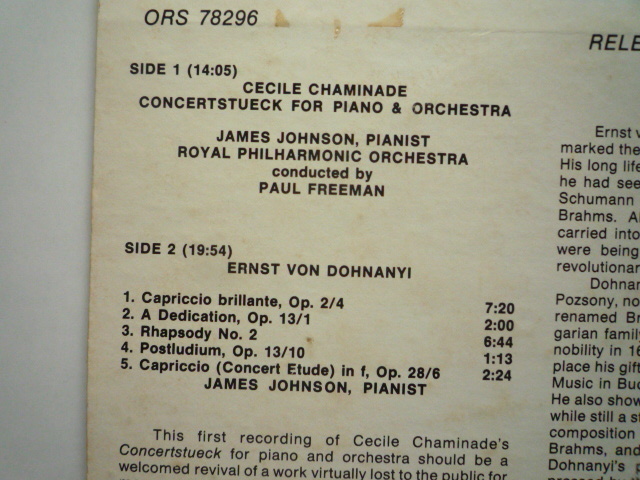 ORS 78296
SIDE 1 (14:05)
CECILE CHAMINADE
CONCERTSTUECK FOR PIANO & ORCHESTRA
JAMES JOHNSON, PIANIST
ROYAL PHILHARMONIC ORCHESTRA
conducted by
PAUL FREEMAN
SIDE 2 (19:54)
ERNST VON DOHNANYI
1. Capriccio brillante, Op. 2/4 7:20
2. A Dedication, Op. 13/1 2:00
3. Rhapsody No. 2 6:44
4. Postludium, Op. 13/10 1:13
5. Capriccio (Concert Etude) in f, Op. 28/6 2:24
JAMES JOHNSON, PIANIST
This first recording of Cecile Chaminade's
Concertstueck for piano and orchestra should be a
welcomed revival of a work virtually lost to the public for
RELE
Ernst v
marked the
His long life
he had see
Schumann
Brahms. Al
carried into
were being
revolutionar
Dohnan
Pozsony, no
renamed Br
garian family
nobility in 16
place his gift
Music in Bud
He also show
while still a st
composition
Brahms, and
Dohnanyi's p